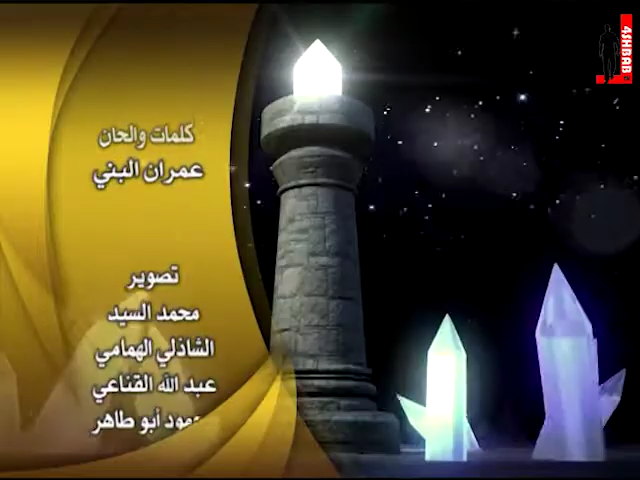 4SHBAB
كلمات والحان
عمران البني
تصوير
محمد السيد
الشاذلي الهمامي
عبد الله القناعي
أبو طاهر